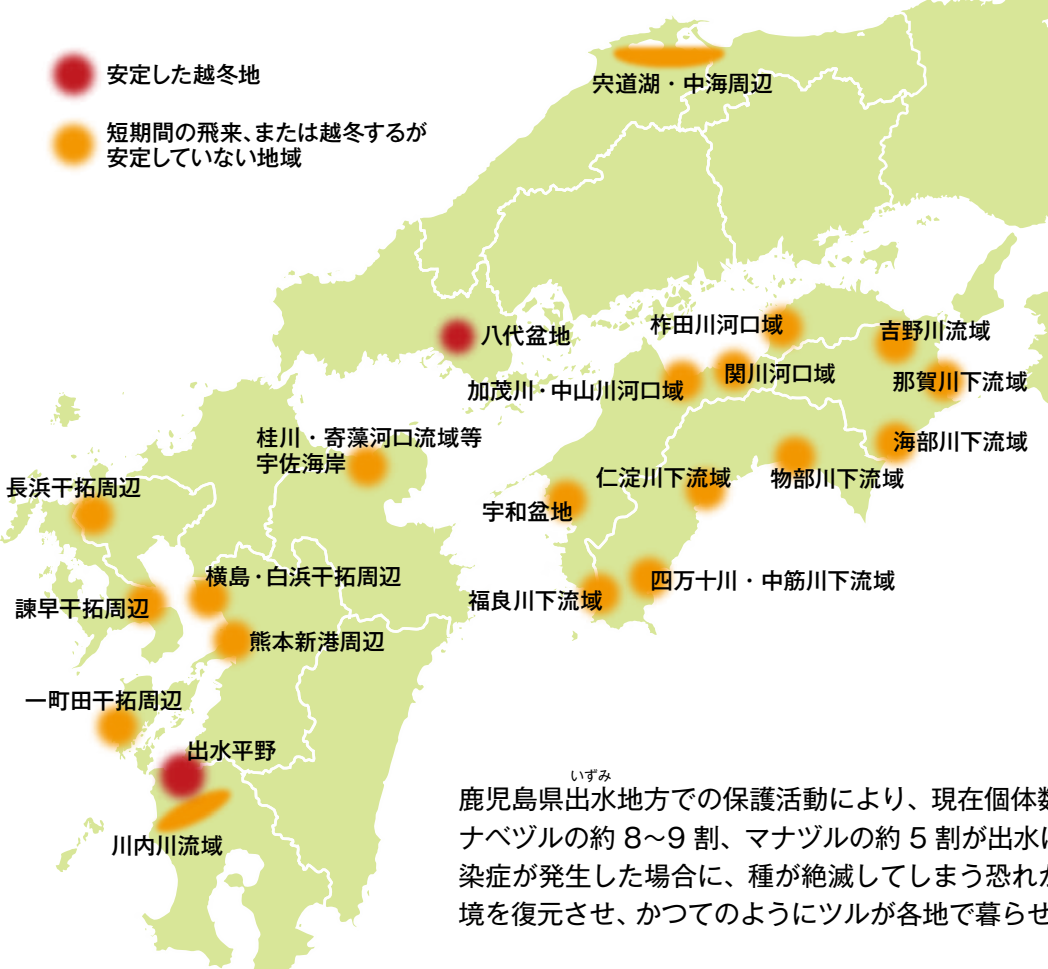 安定した越冬地
短期間の飛来、または越冬するが
安定していない地域
宍道湖・中海周辺
八代盆地
柞田川河口域
吉野川流域
関川河口域
那賀川下流域
加茂川・中山川河口域
海部川下流域
桂川・寄藻河口流域等
宇佐海岸
仁淀川下流域
物部川下流域
長浜干拓周辺
宇和盆地
横島・白浜干拓周辺
四万十川・中筋川下流域
諫早干拓周辺
福良川下流域
熊本新港周辺
一町田干拓周辺
出水平野
川内川流域
いずみ
鹿児島県出水地方での保護活動により、現在個体数
ナベヅルの約 8~9 割、マナヅルの約 5 割が出水に
染症が発生した場合に、種が絶滅してしまう恐れが
境を復元させ、かつてのようにツルが各地で暮らせ